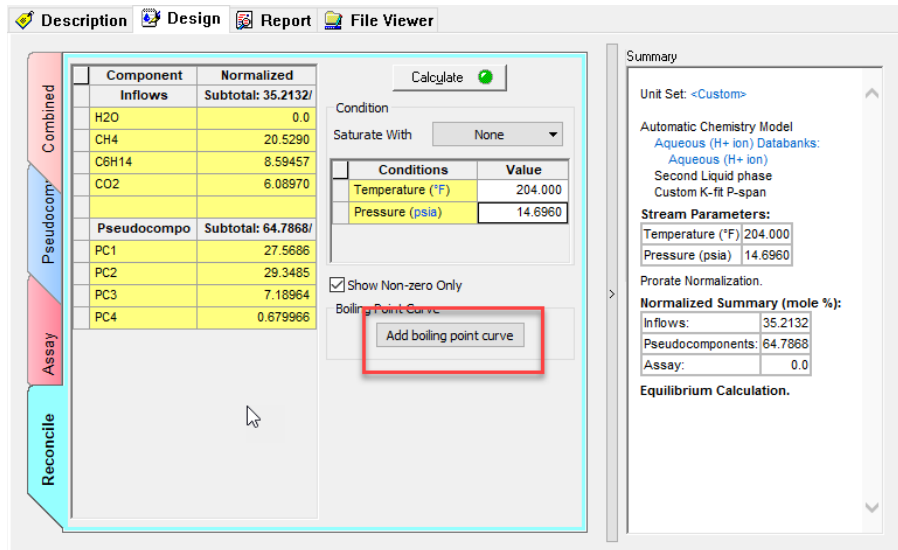 Description Design Report File Viewer
Combined
Pseudocom
Assay
Reconcile
Component Normalized
Inflows Subtotal: 35.2132/
H2O 0.0
CH4 20.5290
C6H14 8.59457
CO2 6.08970
Pseudocompo Subtotal: 64.7868/
PC1 27.5686
PC2 29.3485
PC3 7.18964
PC4 0.679966
Calculate
Condition
Saturate With None
Conditions Value
Temperature (°F) 204.000
Pressure (psia) 14.6960
Show Non-zero Only
Boiling Point Curve
Add boiling point curve
>
Summary
Unit Set: <Custom>
Automatic Chemistry Model
Aqueous (H+ ion) Databanks:
Aqueous (H+ ion)
Second Liquid phase
Custom K-fit P-span
Stream Parameters:
Temperature (°F) 204.000
Pressure (psia) 14.6960
Prorate Normalization.
Normalized Summary (mole %):
Inflows: 35.2132
Pseudocomponents: 64.7868
Assay: 0.0
Equilibrium Calculation.